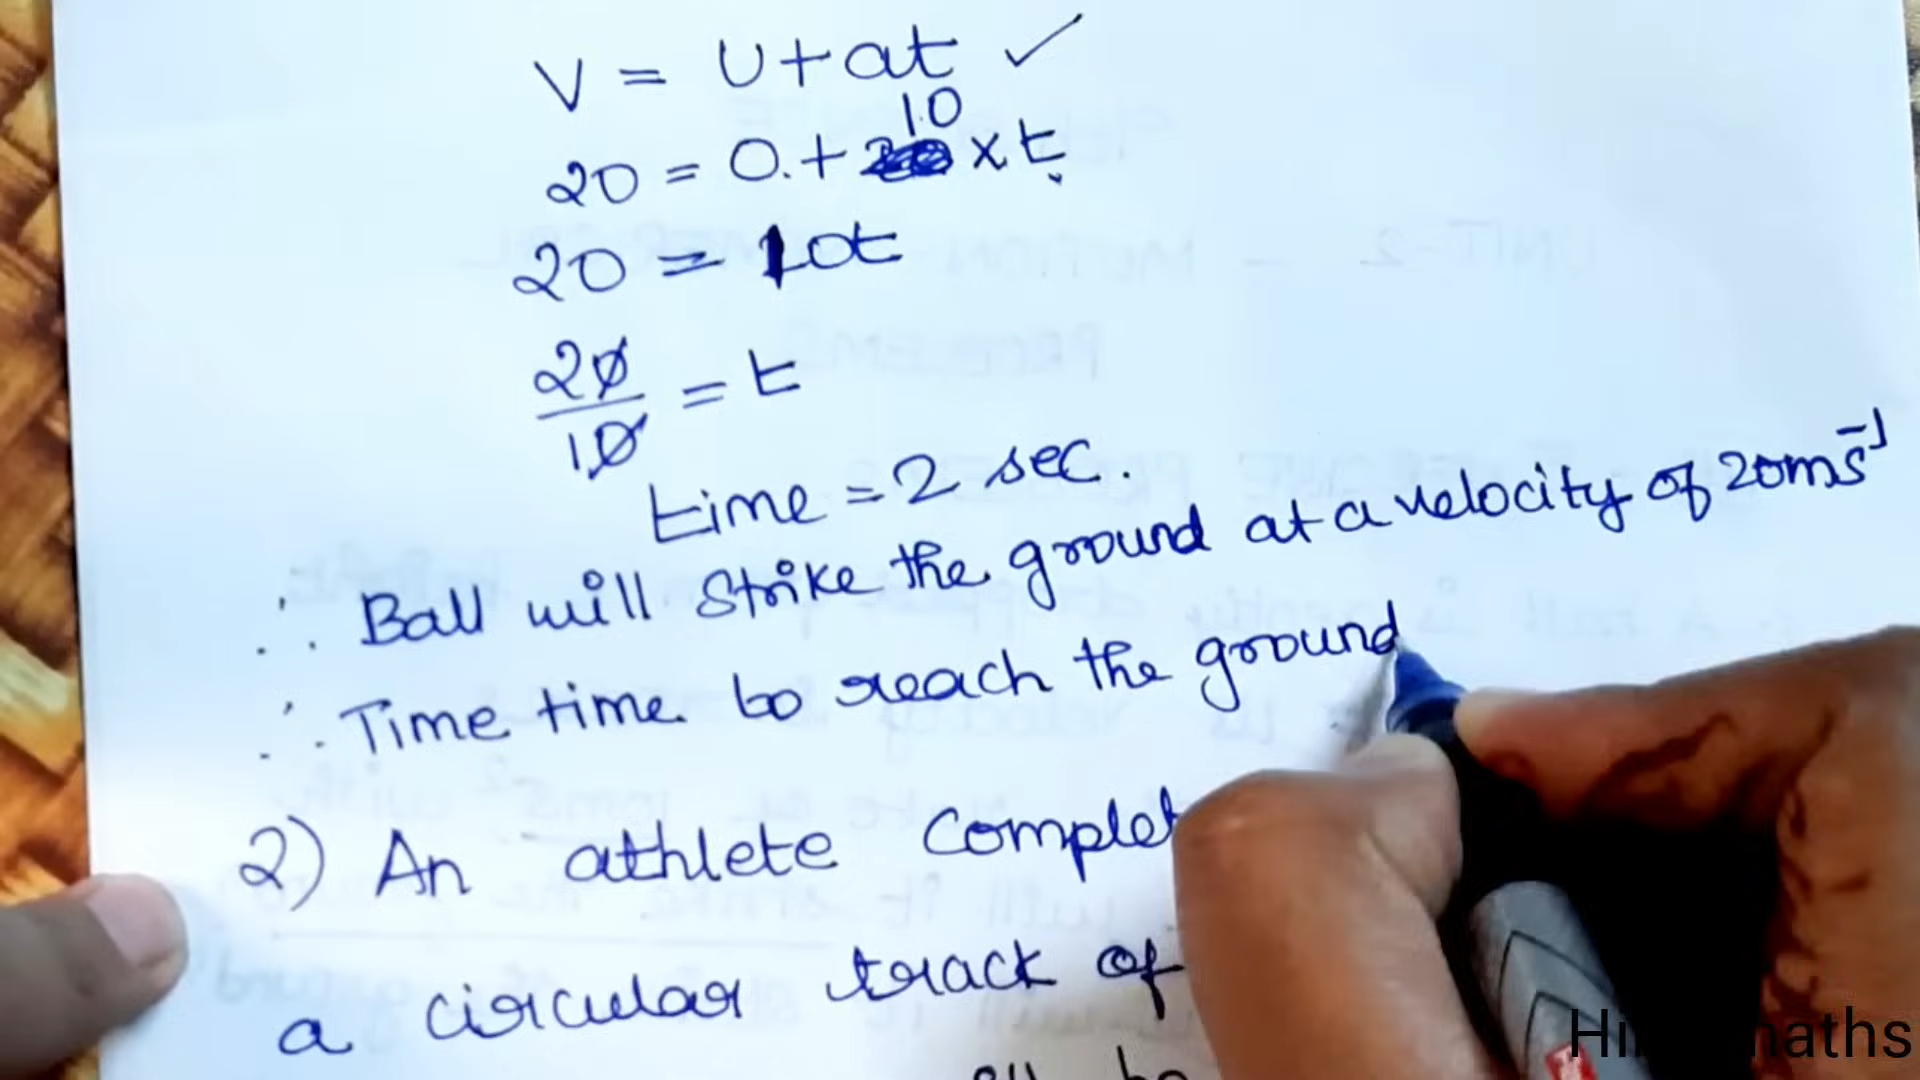 V = U+at ✓
10
20 = 0.+ × t
20 = 10t
20/10 = t
time = 2 sec.
∴ Ball will strike the ground at a velocity of 20ms⁻¹
∴ Time time to reach the ground
2) An athlete complet
a circular track of